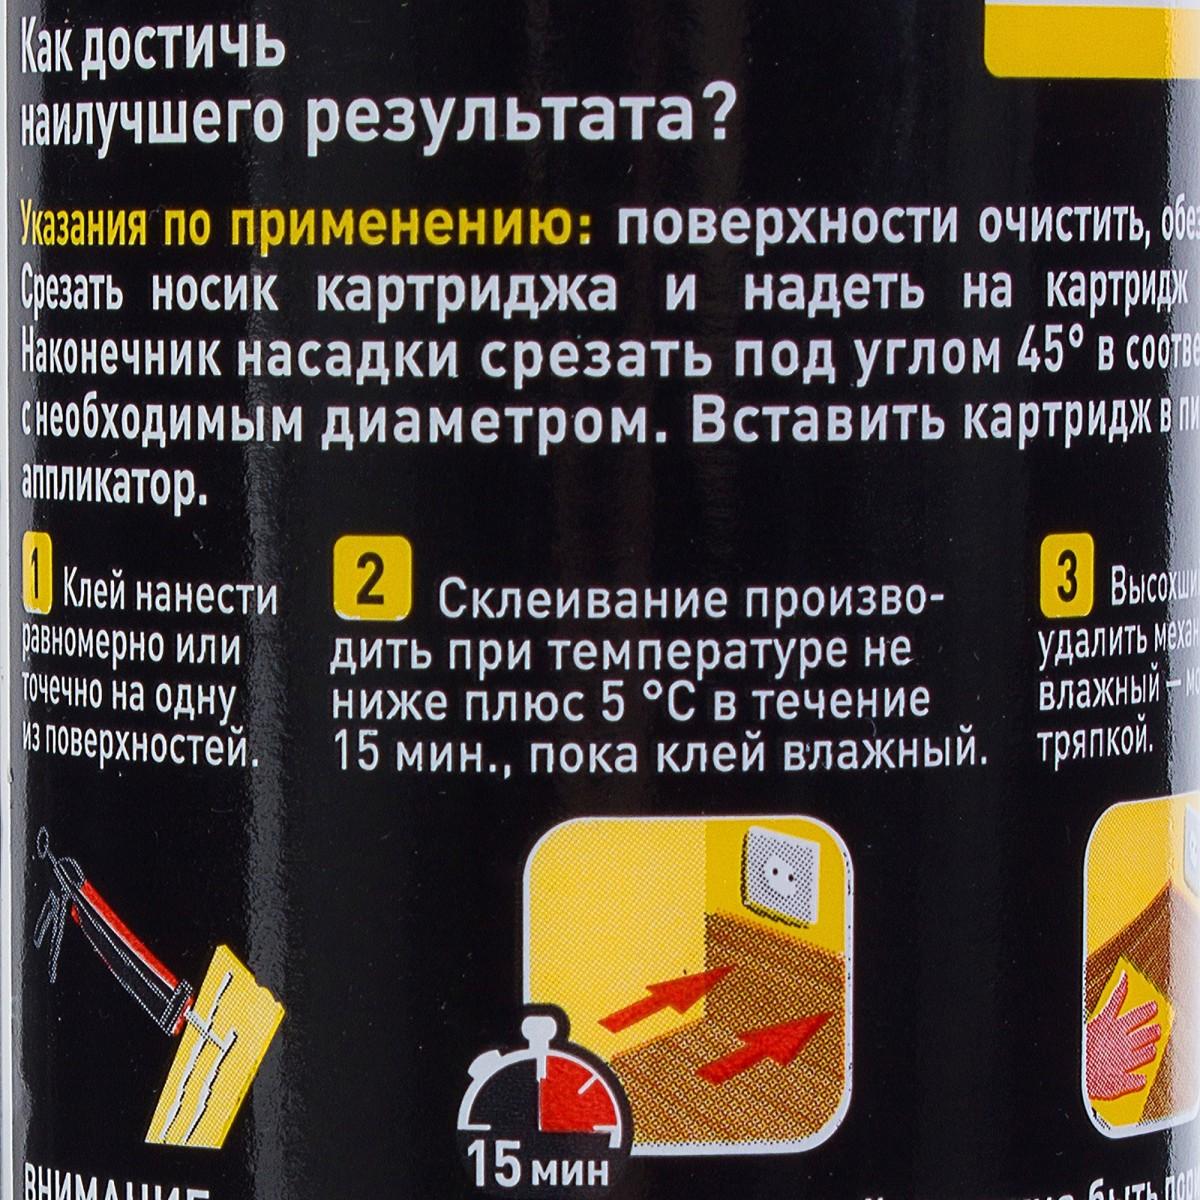 Как достичь
наилучшего результата?
Указания по применению: поверхности очистить,
Срезать носик картриджа и надеть на картридж
Наконечник насадки срезать под углом 45° в
с необходимым диаметром. Вставить картридж в
аппликатор.
1 Клей нанести
равномерно или
точечно на одну
из поверхностей.
2 Склеивание произво-
дить при температуре не
ниже плюс 5 °C в течение
15 мин., пока клей влажный.
3
удалить
влажный –
тряпкой.
15 мин
ВНИМАНИЕ
быть